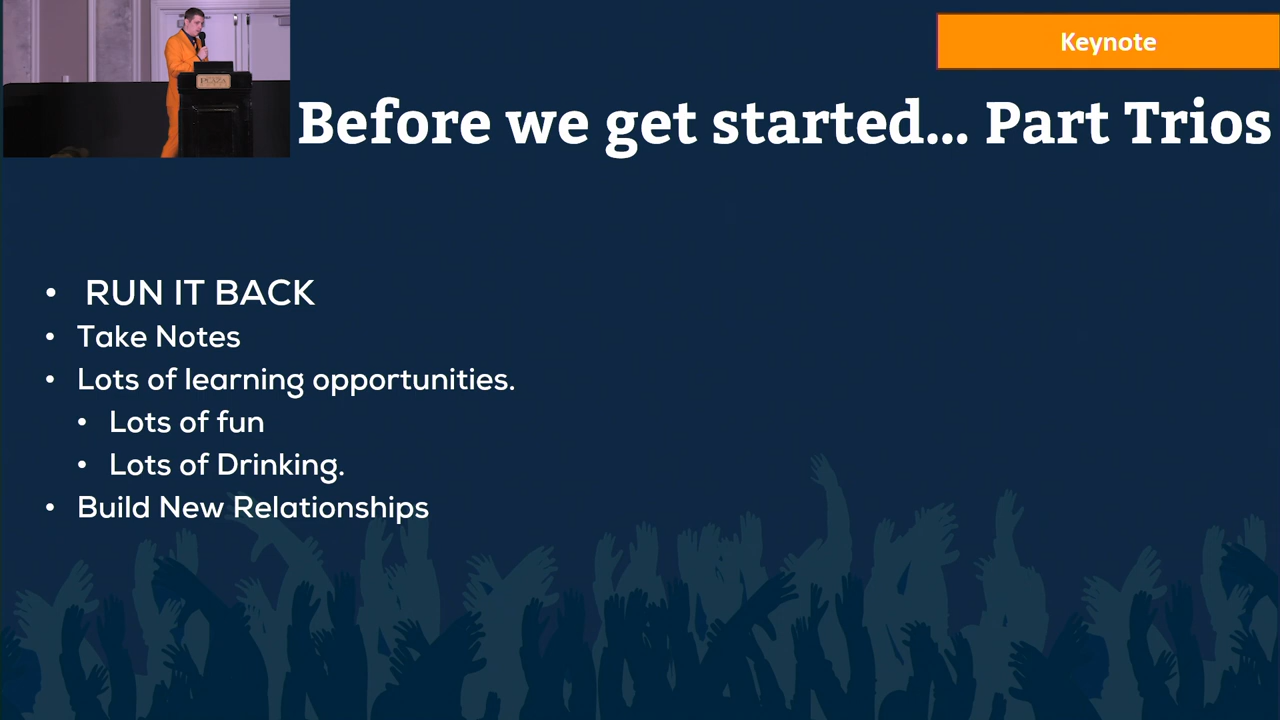 Keynote
PLAZA
Before we get started... Part Trios
RUN IT BACK
Take Notes
Lots of learning opportunities.
Lots of fun
Lots of Drinking.
Build New Relationships